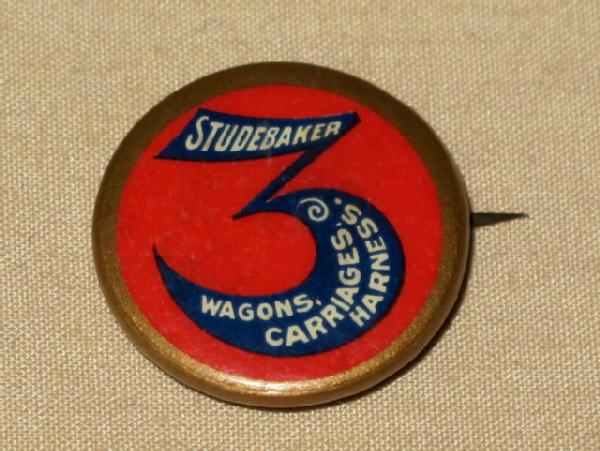 STUDEBAKER
3
WAGONS.
CARRIAGES.
HARNESS.